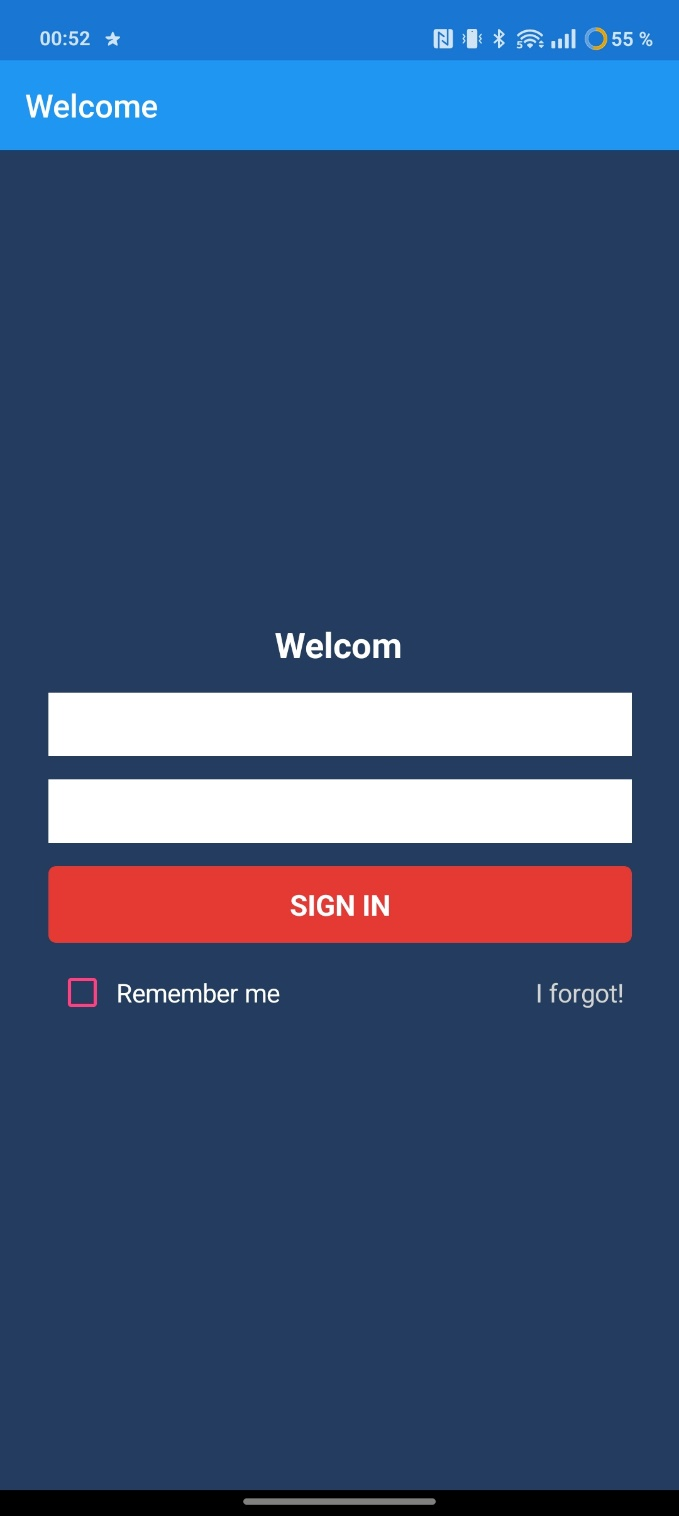 00:52
55 %
Welcome
Welcom
SIGN IN
Remember me
I forgot!